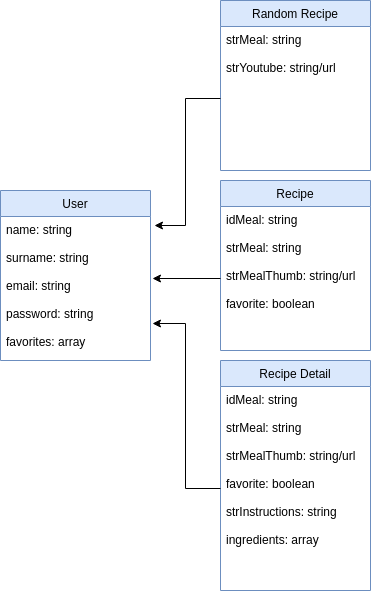 Random Recipe
strMeal: string
strYoutube: string/url
User
name: string
surname: string
email: string
password: string
favorites: array
Recipe
idMeal: string
strMeal: string
strMealThumb: string/url
favorite: boolean
Recipe Detail
idMeal: string
strMeal: string
strMealThumb: string/url
favorite: boolean
strInstructions: string
ingredients: array